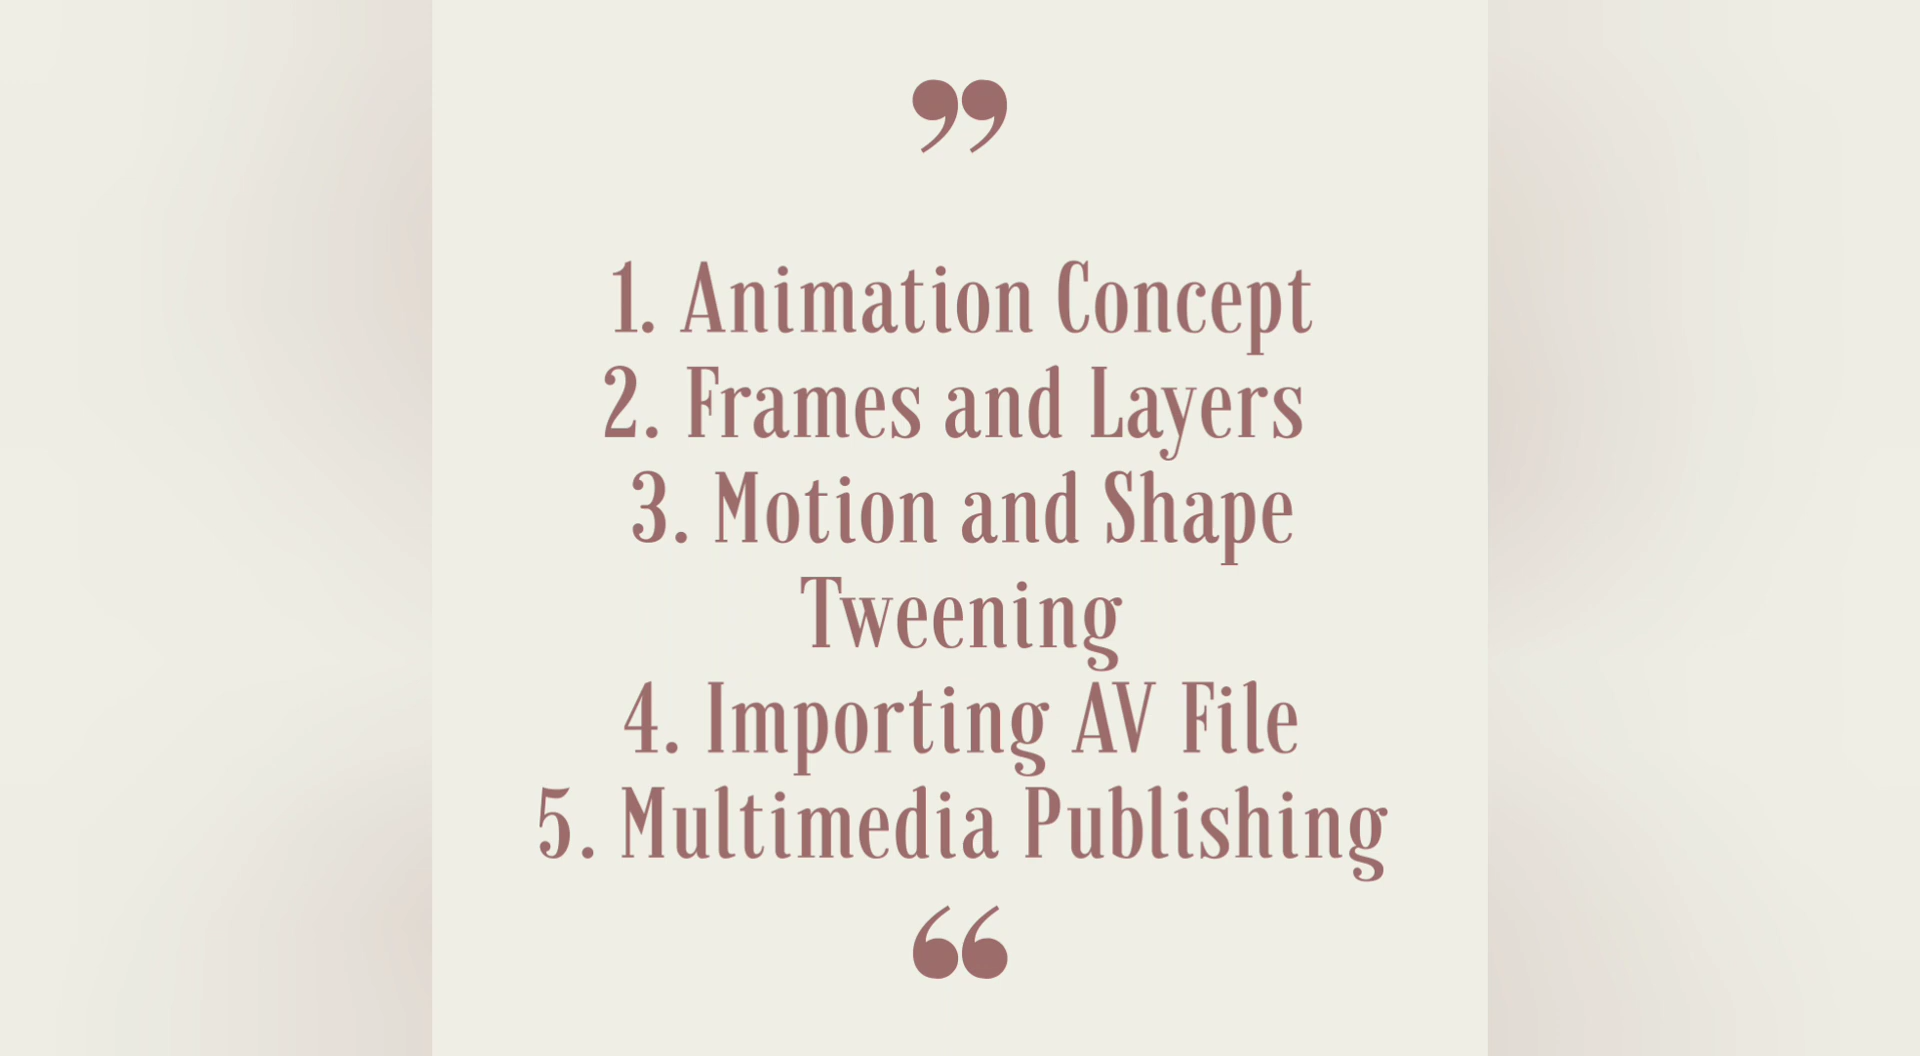 ”
1. Animation Concept
2. Frames and Layers
3. Motion and Shape
Tweening
4. Importing AV File
5. Multimedia Publishing
“